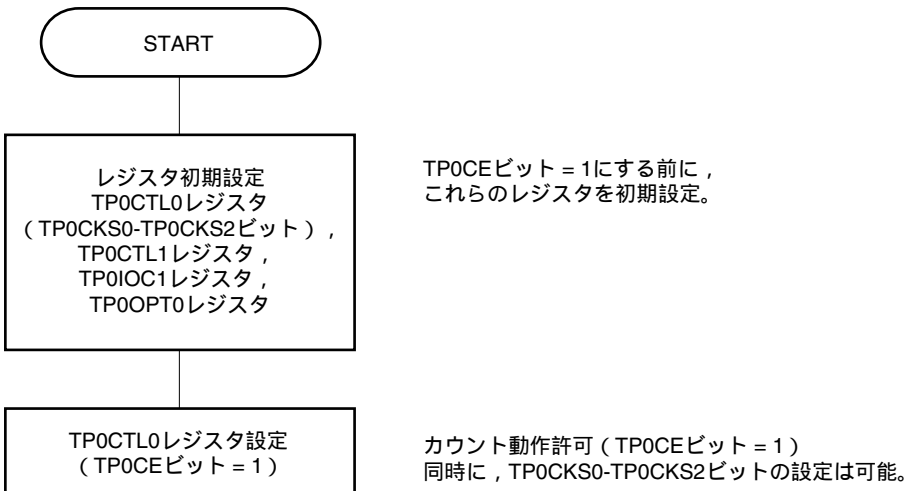 START
レジスタ初期設定
TP0CTL0レジスタ
（TP0CKS0-TP0CKS2ビット），
TP0CTL1レジスタ，
TP0IOC1レジスタ，
TP0OPT0レジスタ
TP0CEビット = 1にする前に，
これらのレジスタを初期設定。
TP0CTL0レジスタ設定
（TP0CEビット = 1）
カウント動作許可（TP0CEビット = 1）
同時に，TP0CKS0-TP0CKS2ビットの設定は可能。